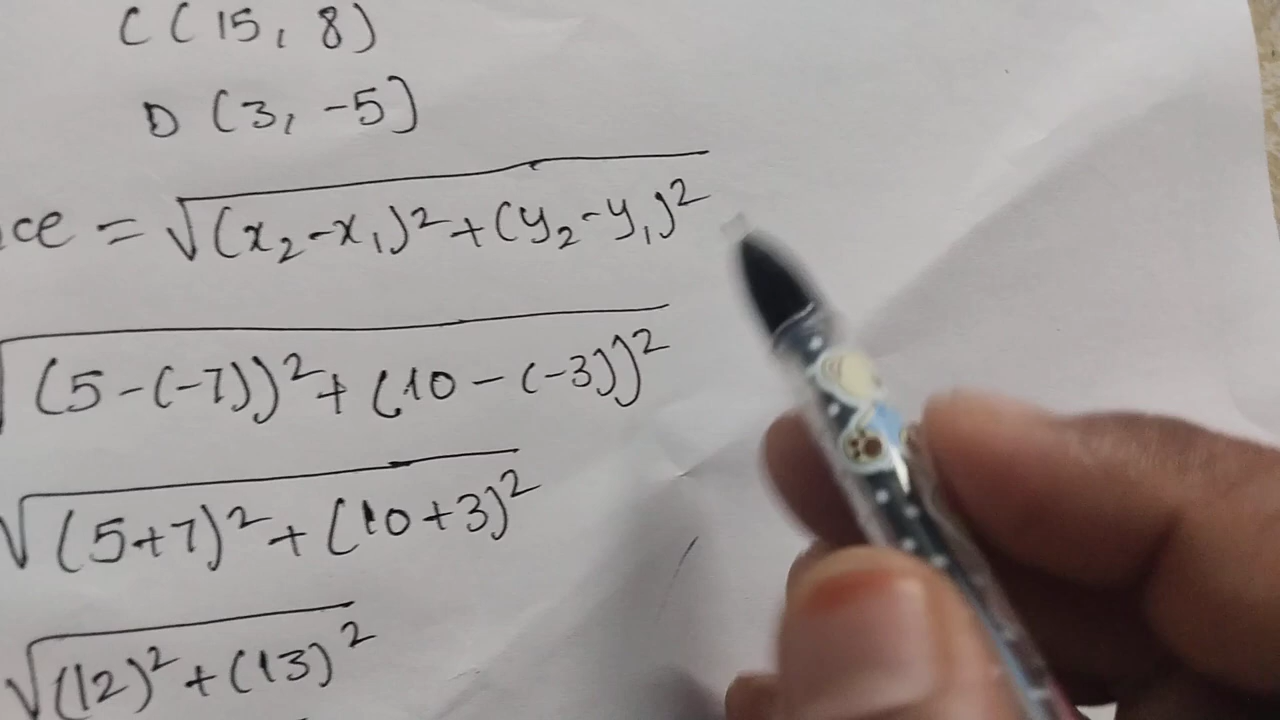 C (15, 8)
D (3, -5)
ce = √(x₂-x₁)² + (y₂-y₁)²
√(5-(-7))² + (10-(-3))²
√(5+7)² + (10+3)²
√(12)² + (13)²